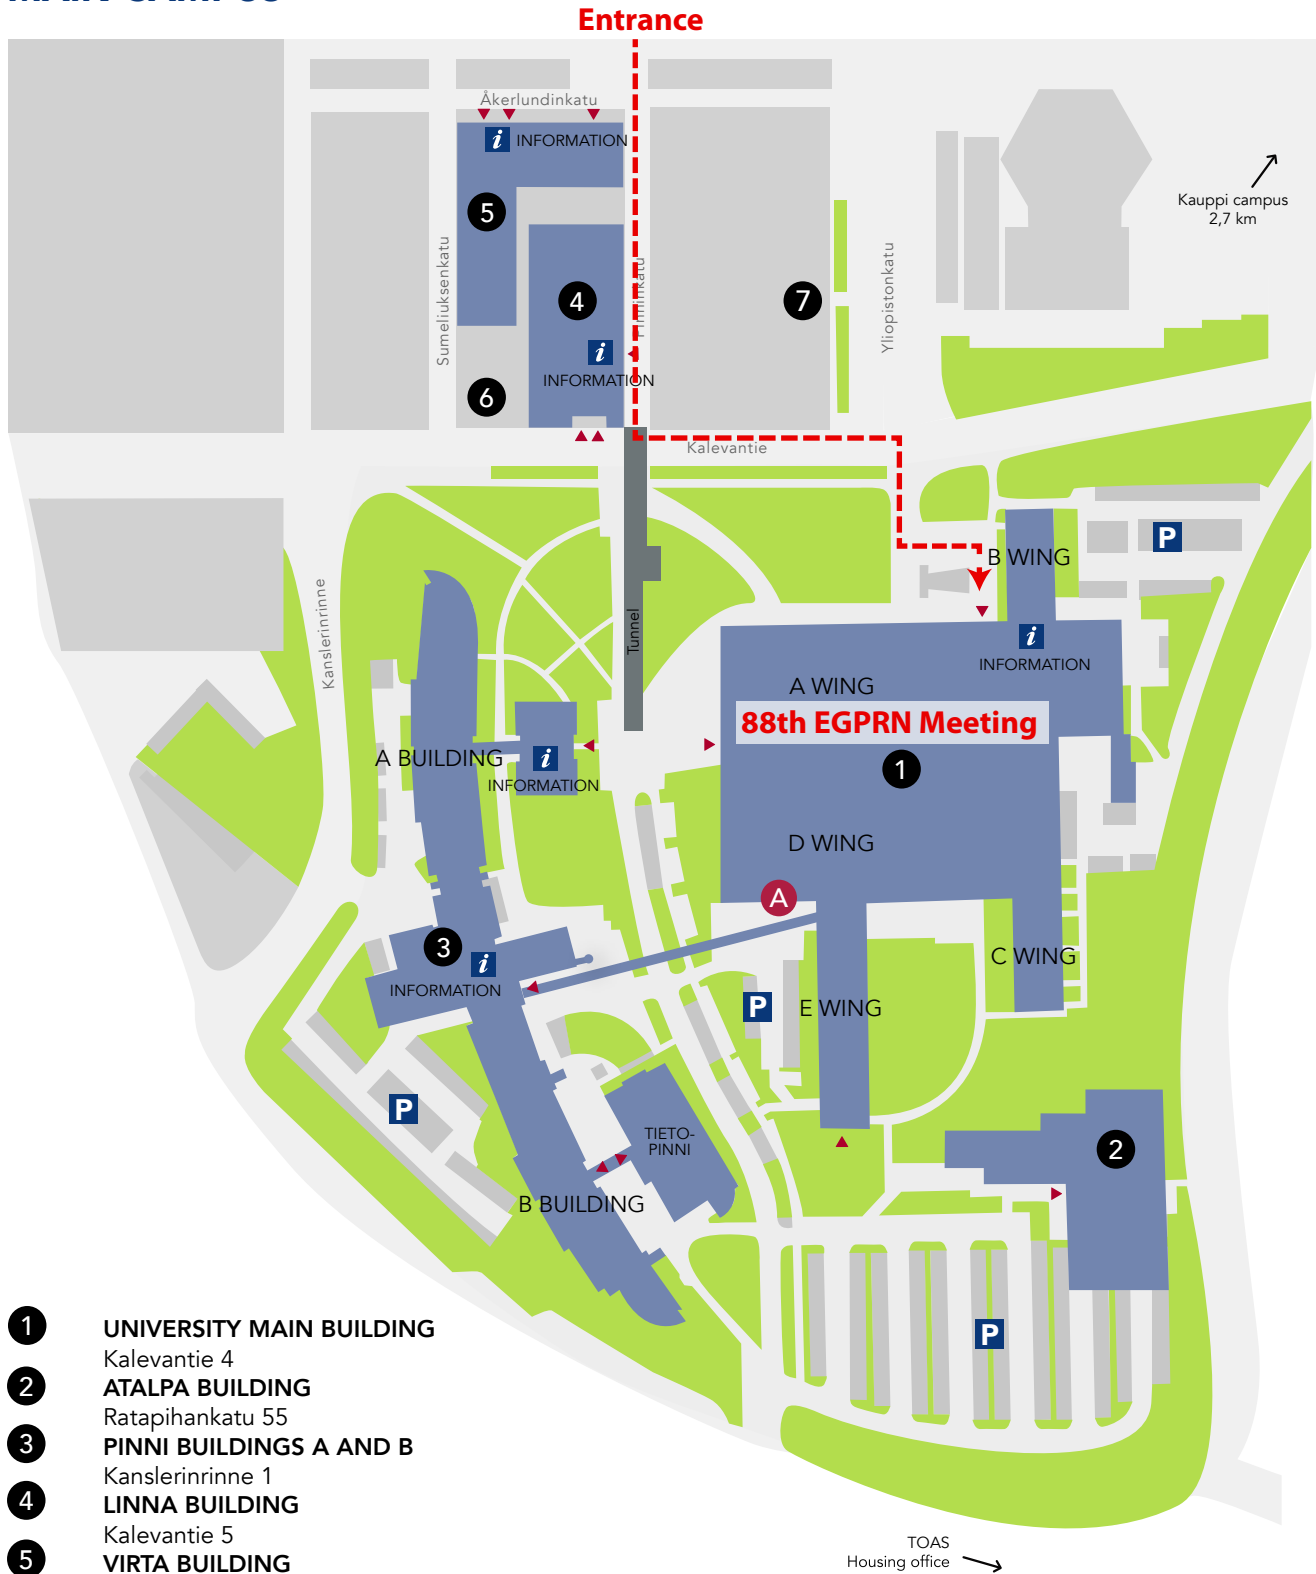 MAIN CAMPUS
Entrance
Åkerlundinkatu
i INFORMATION
Kauppi campus
2,7 km
5
Sumeliuksenkatu
4
Pinninkatu
7
Yliopistonkatu
i
INFORMATION
6
Kalevantie
P
B WING
Kanslerinrinne
Tunnel
i
INFORMATION
A WING
88th EGPRN Meeting
A BUILDING
i
INFORMATION
1
D WING
A
3
i
INFORMATION
C WING
P
E WING
P
TIETO-
PINNI
2
B BUILDING
P
1 UNIVERSITY MAIN BUILDING
Kalevantie 4
2 ATALPA BUILDING
Ratapihankatu 55
3 PINNI BUILDINGS A AND B
Kanslerinrinne 1
4 LINNA BUILDING
Kalevantie 5
5 VIRTA BUILDING
TOAS
Housing office